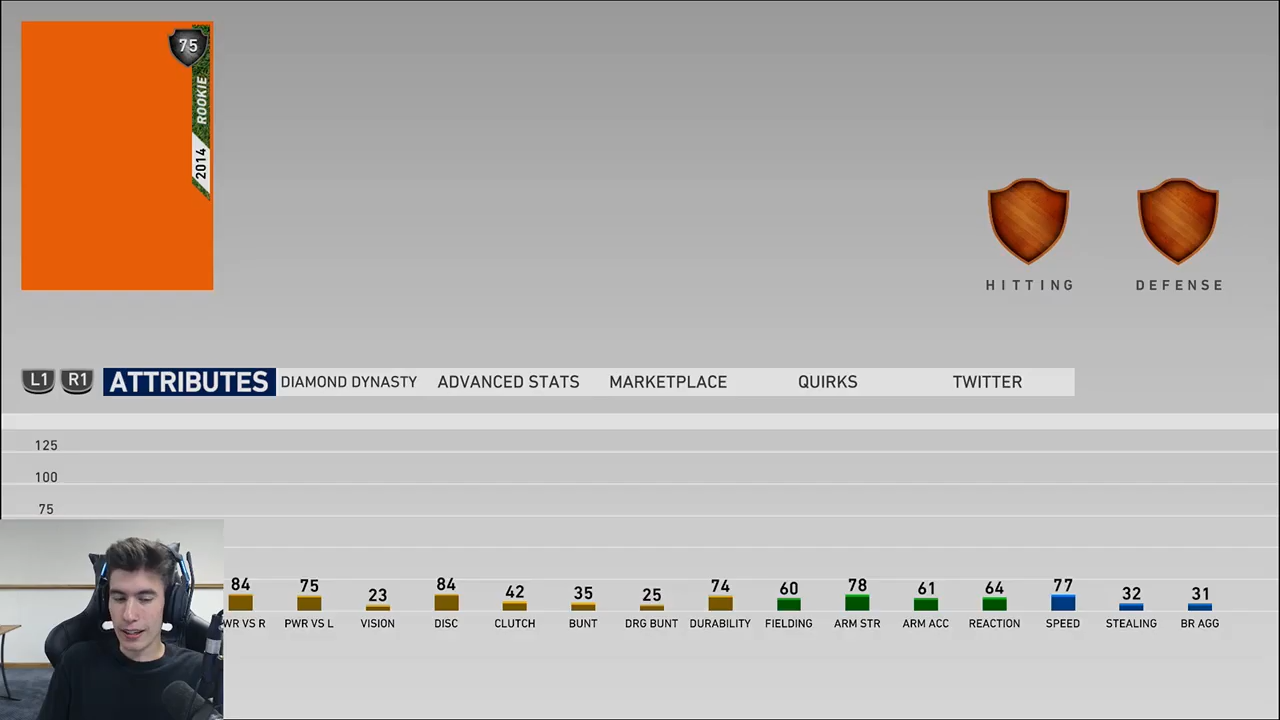 75
ROOKIE
2014
HITTING
DEFENSE
L1 R1 ATTRIBUTES DIAMOND DYNASTY ADVANCED STATS MARKETPLACE QUIRKS TWITTER
125
100
75
84 75 23 84 42 35 25 74 60 78 61 64 77 32 31
WR VS R PWR VS L VISION DISC CLUTCH BUNT DRG BUNT DURABILITY FIELDING ARM STR ARM ACC REACTION SPEED STEALING BR AGG